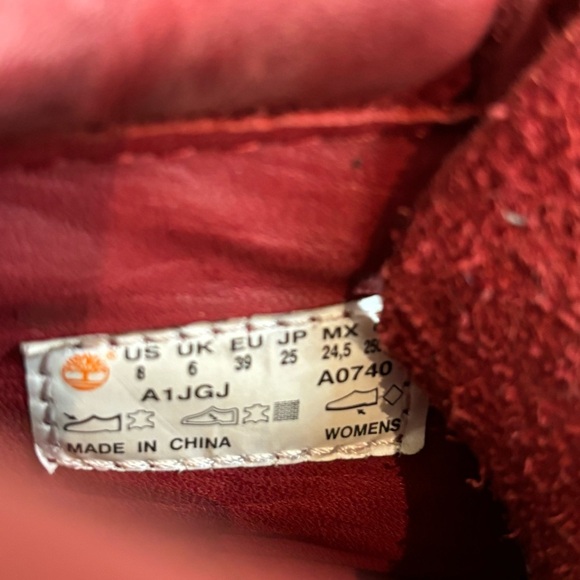 US UK EU JP MX
8 6 39 25 24,5
A1JGJ A0740
MADE IN CHINA WOMENS